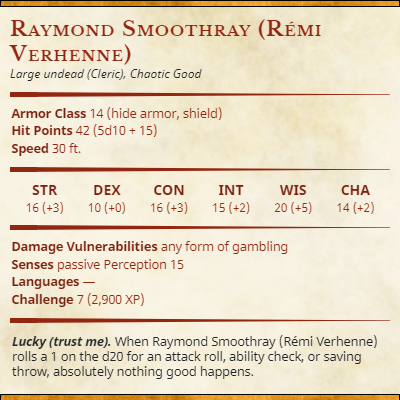 Raymond Smoothray (Rémi
Verhenne)
Large undead (Cleric), Chaotic Good
Armor Class 14 (hide armor, shield)
Hit Points 42 (5d10 + 15)
Speed 30 ft.
STR DEX CON INT WIS CHA
16 (+3) 10 (+0) 16 (+3) 15 (+2) 20 (+5) 14 (+2)
Damage Vulnerabilities any form of gambling
Senses passive Perception 15
Languages —
Challenge 7 (2,900 XP)
Lucky (trust me). When Raymond Smoothray (Rémi Verhenne)
rolls a 1 on the d20 for an attack roll, ability check, or saving
throw, absolutely nothing good happens.